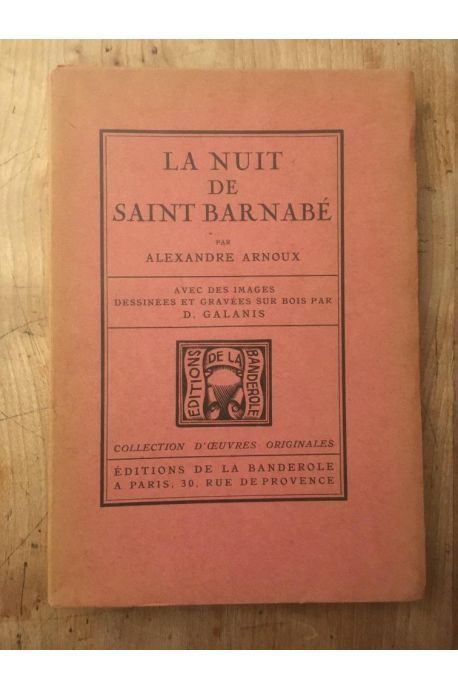 LA NUIT
DE
SAINT BARNABÉ
PAR
ALEXANDRE ARNOUX
AVEC DES IMAGES
DESSINÉES ET GRAVÉES SUR BOIS PAR
D. GALANIS
EDITIONS DE LA BANDEROLE
COLLECTION D'ŒUVRES ORIGINALES
ÉDITIONS DE LA BANDEROLE
A PARIS, 30, RUE DE PROVENCE